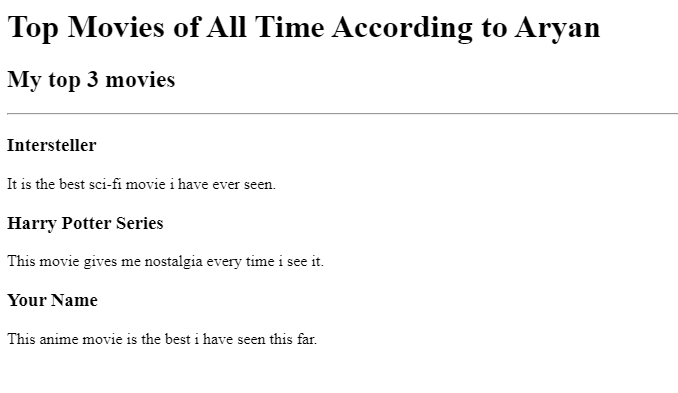 Top Movies of All Time According to Aryan
My top 3 movies
Intersteller
It is the best sci-fi movie i have ever seen.
Harry Potter Series
This movie gives me nostalgia every time i see it.
Your Name
This anime movie is the best i have seen this far.